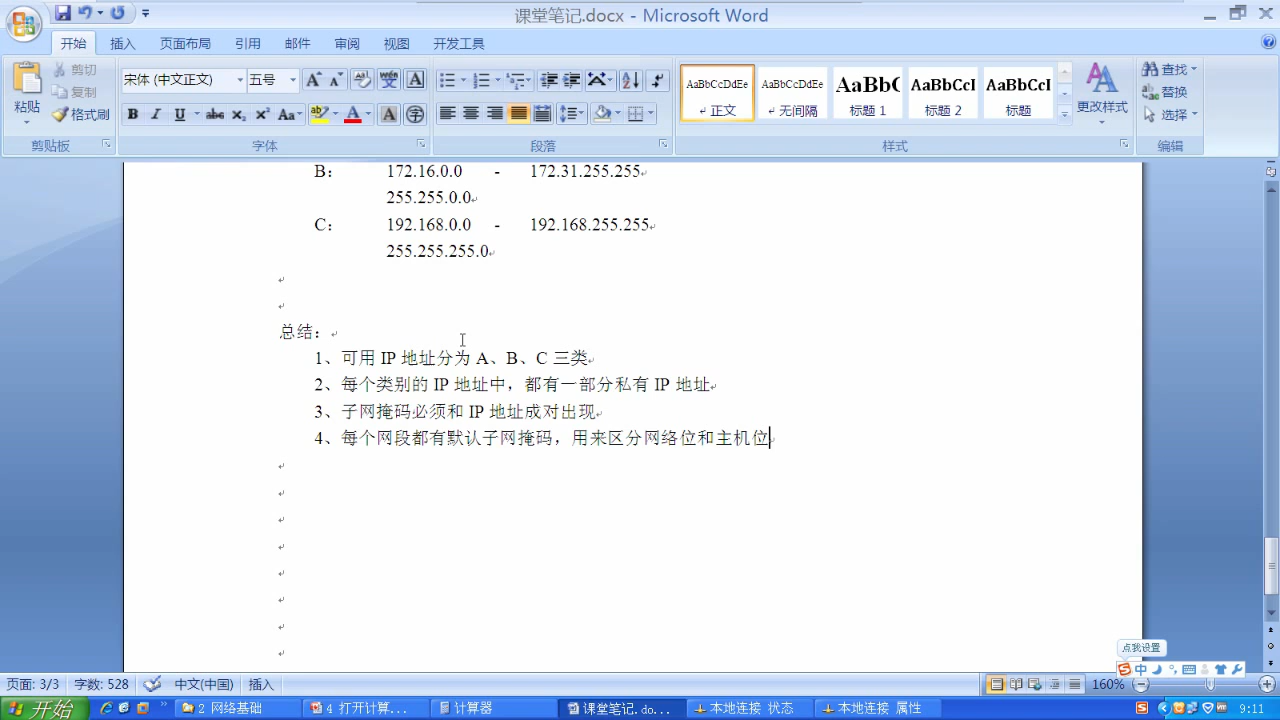 课堂笔记.docx - Microsoft Word
开始 插入 页面布局 引用 邮件 审阅 视图 开发工具
粘贴 剪切 复制 格式刷 剪贴板
宋体 (中文正文) 五号
字体
段落
AaBbCcDdEe AaBbCcDdEe AaBbC AaBbCcI AaBbCcI
正文 无间隔 标题 1 标题 2 标题
更改样式
样式
查找 替换 选择
编辑
B： 172.16.0.0 - 172.31.255.255
255.255.0.0
C： 192.168.0.0 - 192.168.255.255
255.255.255.0
总结：
1、可用 IP 地址分为 A、B、C 三类
2、每个类别的 IP 地址中，都有一部分私有 IP 地址
3、子网掩码必须和 IP 地址成对出现
4、每个网段都有默认子网掩码，用来区分网络位和主机位
点我设置
中
页面: 3/3 字数: 528 中文(中国) 插入 160%
开始 2 网络基础 4 打开计算... 计算器 课堂笔记.do... 本地连接 状态 本地连接 属性 9:11